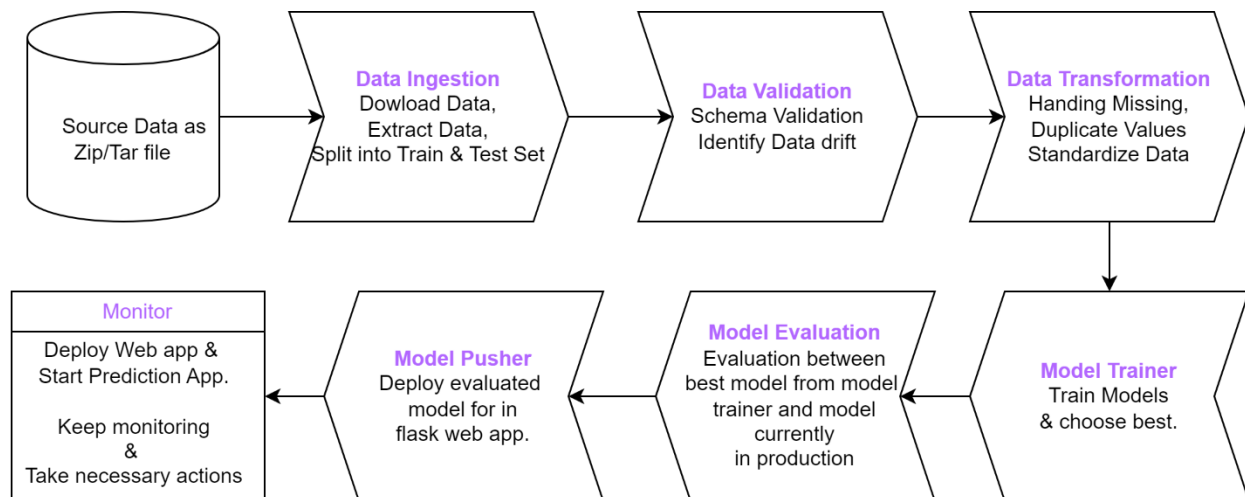 Source Data as
Zip/Tar file
Data Ingestion
Dowload Data,
Extract Data,
Split into Train & Test Set
Data Validation
Schema Validation
Identify Data drift
Data Transformation
Handing Missing,
Duplicate Values
Standardize Data
Model Trainer
Train Models
& choose best.
Model Evaluation
Evaluation between
best model from model
trainer and model
currently
in production
Model Pusher
Deploy evaluated
model for in
flask web app.
Monitor
Deploy Web app &
Start Prediction App.
Keep monitoring
&
Take necessary actions